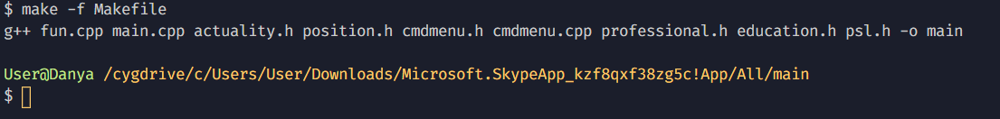 $ make -f Makefile
g++ fun.cpp main.cpp actuality.h position.h cmdmenu.h cmdmenu.cpp professional.h education.h psl.h -o main
User@Danya /cygdrive/c/Users/User/Downloads/Microsoft.SkypeApp_kzf8qxf38zg5c!App/All/main
$